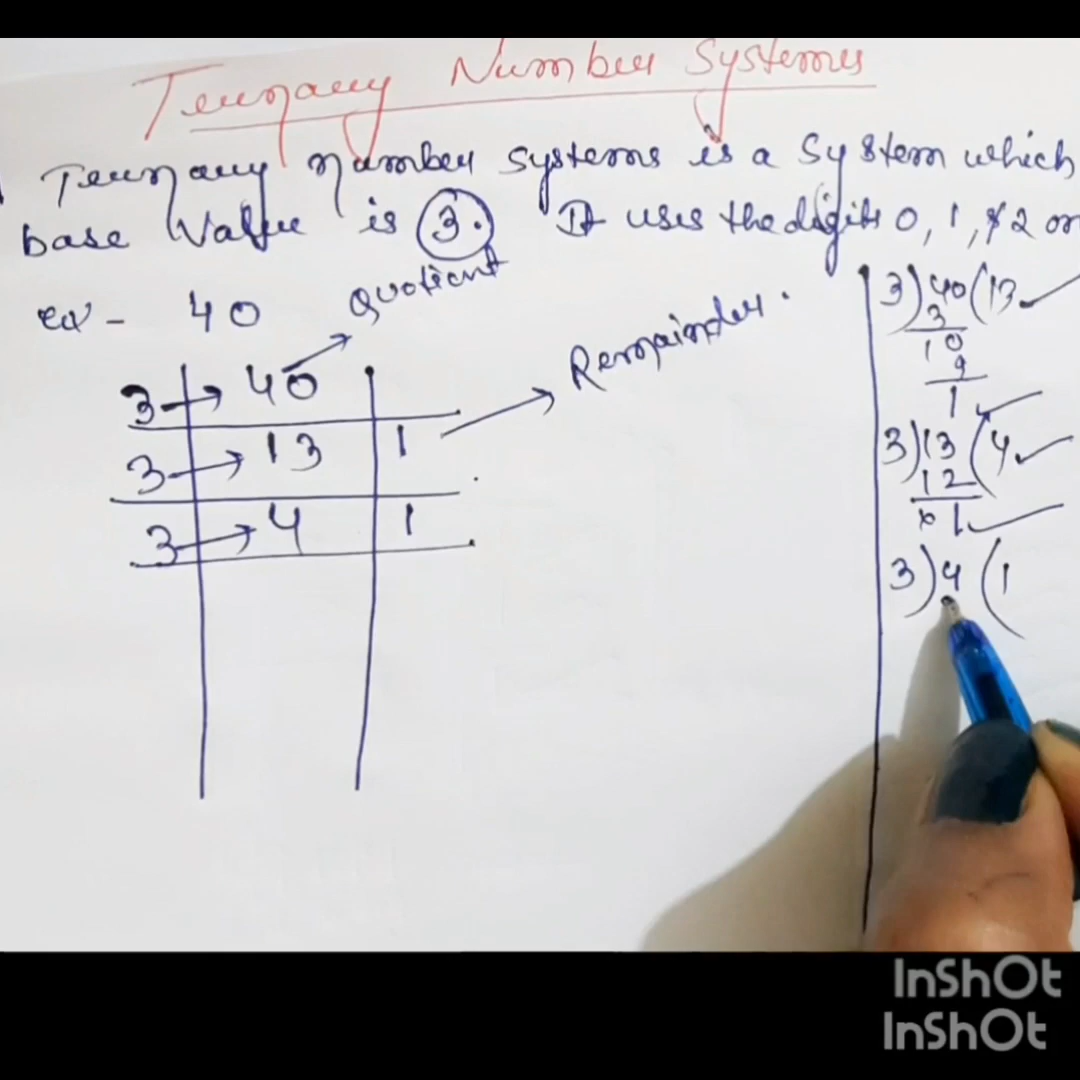 Ternary Number Systems
Ternary number systems is a system which
base value is 3. It uses the digits 0, 1, & 2 on
ex - 40
Quotient
Remainder.
3 → 40
3 → 13 1
3 → 4 1
3) 40 (13
3
10
9
1
3) 13 (4
12
x 1
3) 4 (1
InShOt
InShOt